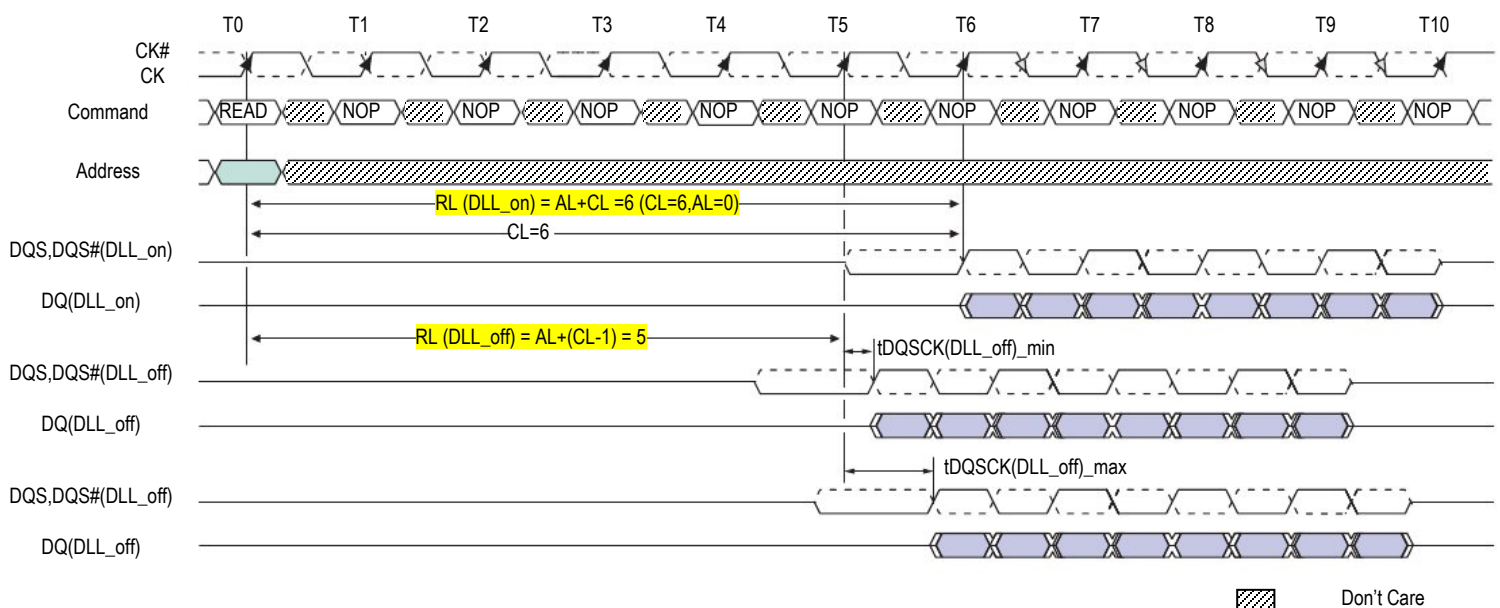 T0 T1 T2 T3 T4 T5 T6 T7 T8 T9 T10
CK#
CK
Command READ NOP NOP NOP NOP NOP NOP NOP NOP NOP NOP
Address
RL (DLL_on) = AL+CL =6 (CL=6,AL=0)
CL=6
DQS,DQS#(DLL_on)
DQ(DLL_on)
RL (DLL_off) = AL+(CL-1) = 5
tDQSCK(DLL_off)_min
DQS,DQS#(DLL_off)
DQ(DLL_off)
tDQSCK(DLL_off)_max
DQS,DQS#(DLL_off)
DQ(DLL_off)
Don't Care